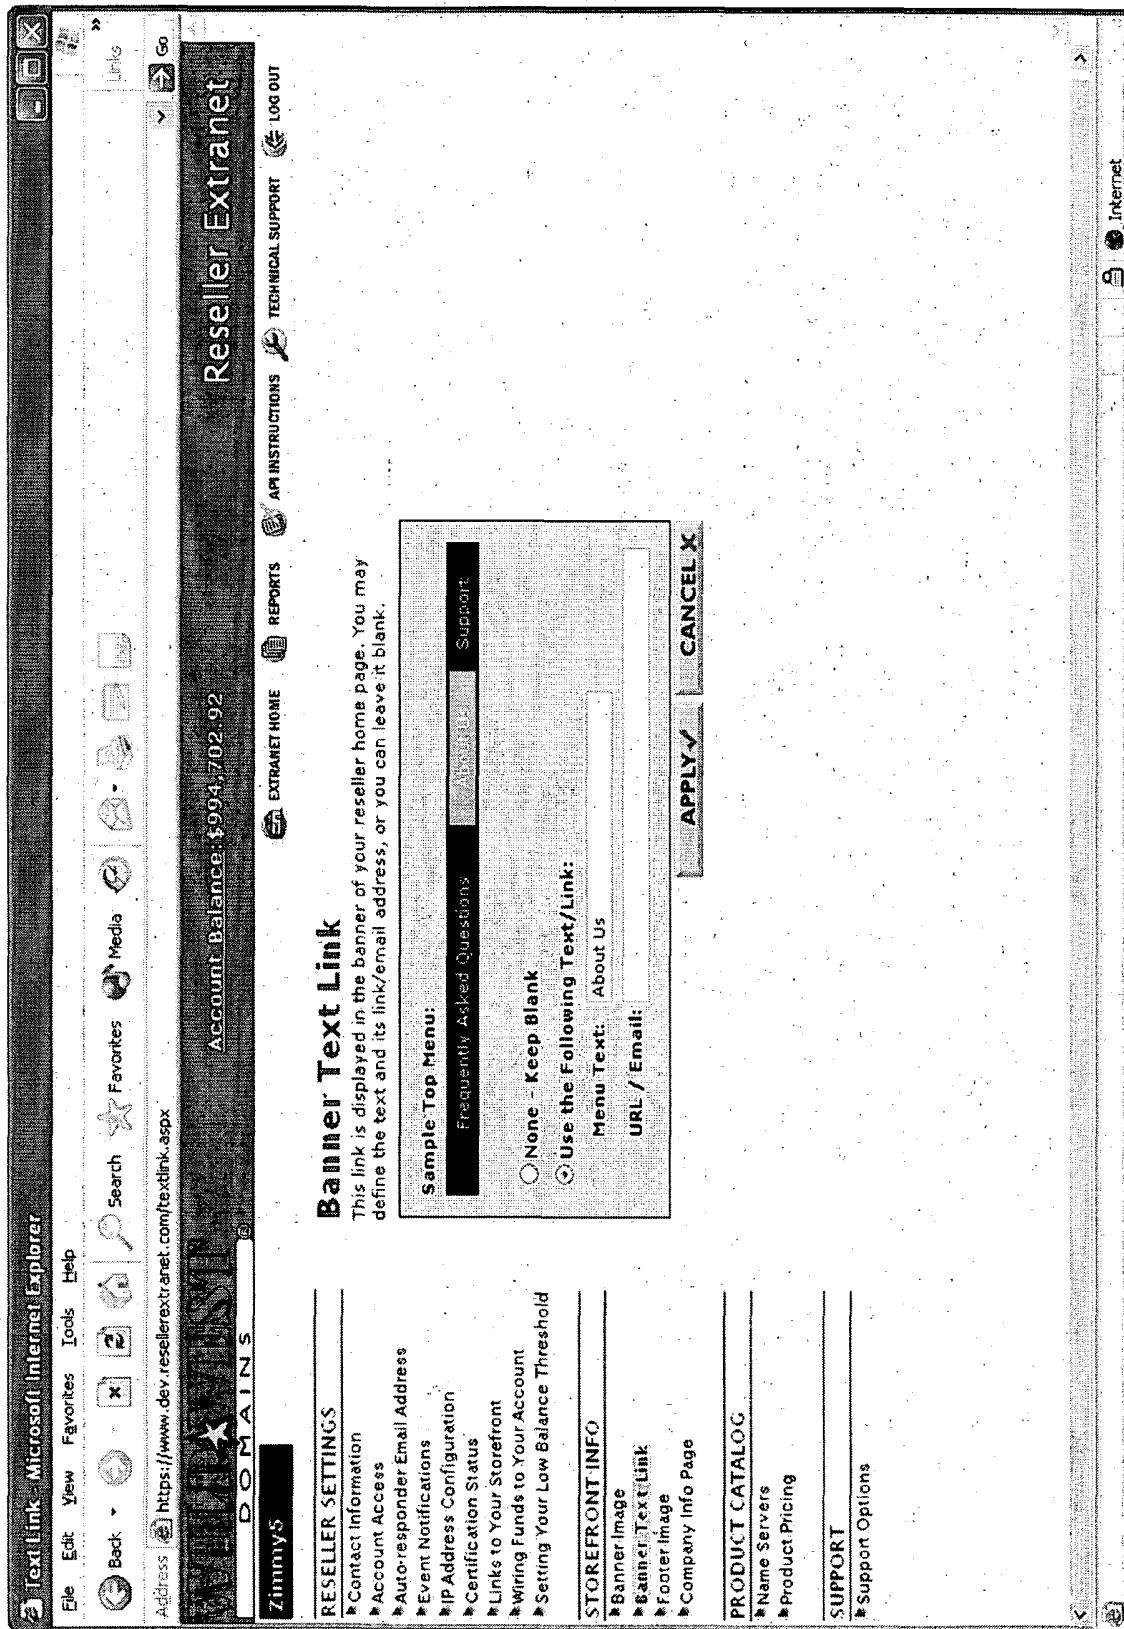 Text Link - Microsoft Internet Explorer
File Edit View Favorites Tools Help
Back Search Favorites Media
Links
Address https://www.dev.resellerextranet.com/textlink.aspx
Go
WILD WEST
DOMAINS
Account Balance: $994,702.92
Reseller Extranet
Zimmy5
EXTRANET HOME REPORTS API INSTRUCTIONS TECHNICAL SUPPORT LOG OUT
RESELLER SETTINGS
Contact Information
Account Access
Auto-responder Email Address
Event Notifications
IP Address Configuration
Certification Status
Links to Your Storefront
Wiring Funds to Your Account
Setting Your Low Balance Threshold
STOREFRONT INFO
Banner Image
Banner Text Link
Footer Image
Company Info Page
PRODUCT CATALOG
Name Servers
Product Pricing
SUPPORT
Support Options
Banner Text Link
This link is displayed in the banner of your reseller home page. You may
define the text and its link/email address, or you can leave it blank.
Sample Top Menu:
Frequently Asked Questions About Us Support
None - Keep Blank
Use the Following Text/Link:
Menu Text: About Us
URL / Email:
APPLY CANCEL X
Internet